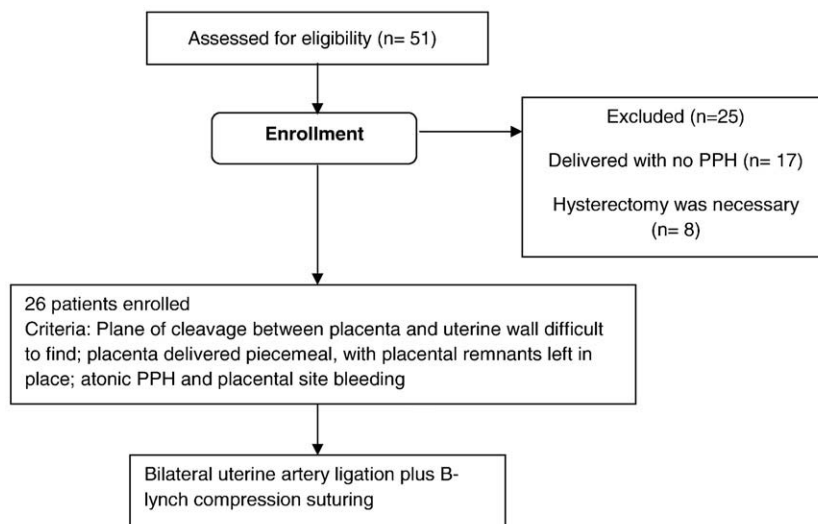 Assessed for eligibility (n= 51)
Enrollment
Excluded (n=25)
Delivered with no PPH (n= 17)
Hysterectomy was necessary
(n= 8)
26 patients enrolled
Criteria: Plane of cleavage between placenta and uterine wall difficult
to find; placenta delivered piecemeal, with placental remnants left in
place; atonic PPH and placental site bleeding
Bilateral uterine artery ligation plus B-
lynch compression suturing